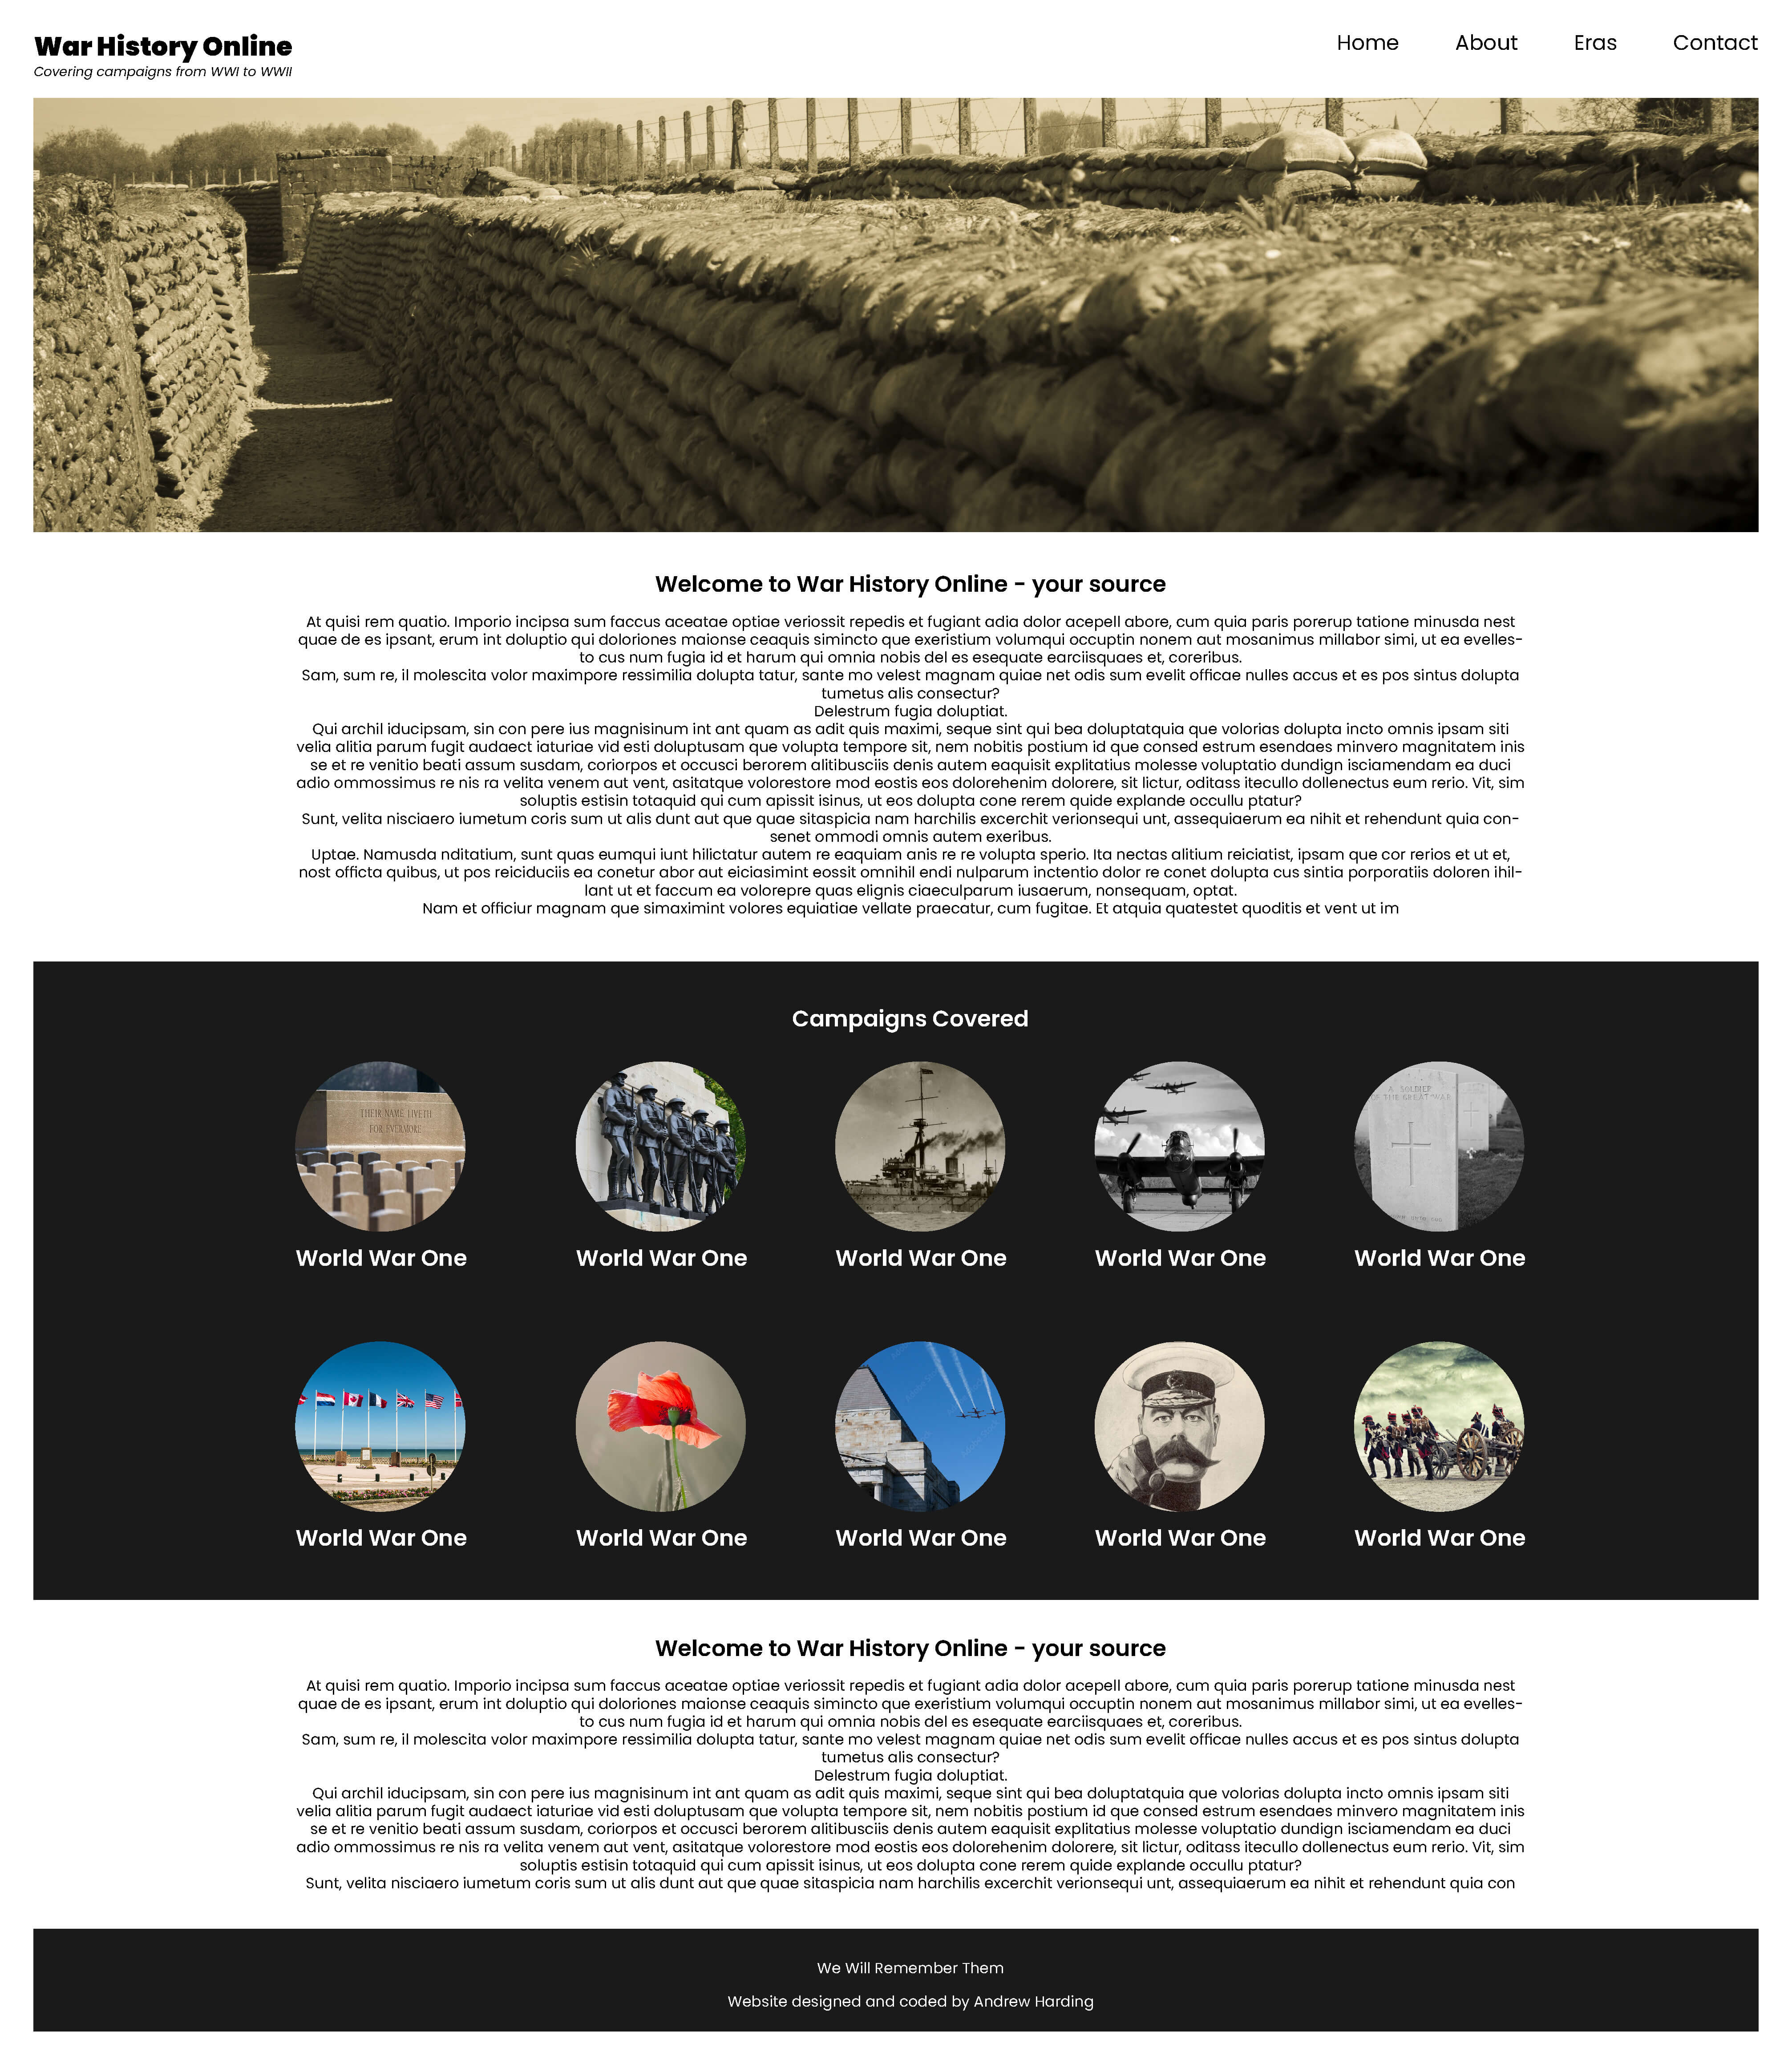 War History Online
Covering campaigns from WWI to WWII
Home About Eras Contact
Welcome to War History Online - your source
At quisi rem quatio. Imporio incipsa sum faccus aceatae optiae veriossit repedis et fugiant adia dolor acepell abore, cum quia paris porerup tatione minusda nest
quae de es ipsant, erum int doluptio qui doloriones maionse ceaquis simincto que exeristium volumqui occuptin nonem aut mosanimus millabor simi, ut ea evelles-
to cus num fugia id et harum qui omnia nobis del es esequate earciisquaes et, coreribus.
Sam, sum re, il molescita volor maximpore ressimilia dolupta tatur, sante mo velest magnam quiae net odis sum evelit officae nulles accus et es pos sintus dolupta
tumetus alis consectur?
Delestrum fugia doluptiat.
Qui archil iducipsam, sin con pere ius magnisinum int ant quam as adit quis maximi, seque sint qui bea doluptatquia que volorias dolupta incto omnis ipsam siti
velia alitia parum fugit audaect iaturiae vid esti doluptusam que volupta tempore sit, nem nobitis postium id que consed estrum esendaes minvero magnitatem inis
se et re venitio beati assum susdam, coriorpos et occusci berorem alitibusciis denis autem eaquisit explitatius molesse voluptatio dundign isciamendam ea duci
adio ommossimus re nis ra velita venem aut vent, asitatque volorestore mod eostis eos dolorehenim dolorere, sit lictur, oditass itecullo dollenectus eum rerio. Vit, sim
soluptis estisin totaquid qui cum apissit isinus, ut eos dolupta cone rerem quide explande occullu ptatur?
Sunt, velita nisciaero iumetum coris sum ut alis dunt aut que quae sitaspicia nam harchilis excerchit verionsequi unt, assequiaerum ea nihit et rehendunt quia con-
senet ommodi omnis autem exeribus.
Uptae. Namusda nditatium, sunt quas eumqui iunt hilictatur autem re eaquiam anis re re volupta sperio. Ita nectas alitium reiciatist, ipsam que cor rerios et ut et,
nost officta quibus, ut pos reiciduciis ea conetur abor aut eiciasimint eossit omnihil endi nulparum inctentio dolor re conet dolupta cus sintia porporatiis doloren ihil-
lant ut et faccum ea volorepre quas elignis ciaeculparum iusaerum, nonsequam, optat.
Nam et officiur magnam que simaximint volores equiatiae vellate praecatur, cum fugitae. Et atquia quatestet quoditis et vent ut im
Campaigns Covered
THEIR NAME LIVETH
FOR EVERMORE
A SOLDIER
OF THE GREAT WAR
World War One World War One World War One World War One World War One
World War One World War One World War One World War One World War One
Welcome to War History Online - your source
At quisi rem quatio. Imporio incipsa sum faccus aceatae optiae veriossit repedis et fugiant adia dolor acepell abore, cum quia paris porerup tatione minusda nest
quae de es ipsant, erum int doluptio qui doloriones maionse ceaquis simincto que exeristium volumqui occuptin nonem aut mosanimus millabor simi, ut ea evelles-
to cus num fugia id et harum qui omnia nobis del es esequate earciisquaes et, coreribus.
Sam, sum re, il molescita volor maximpore ressimilia dolupta tatur, sante mo velest magnam quiae net odis sum evelit officae nulles accus et es pos sintus dolupta
tumetus alis consectur?
Delestrum fugia doluptiat.
Qui archil iducipsam, sin con pere ius magnisinum int ant quam as adit quis maximi, seque sint qui bea doluptatquia que volorias dolupta incto omnis ipsam siti
velia alitia parum fugit audaect iaturiae vid esti doluptusam que volupta tempore sit, nem nobitis postium id que consed estrum esendaes minvero magnitatem inis
se et re venitio beati assum susdam, coriorpos et occusci berorem alitibusciis denis autem eaquisit explitatius molesse voluptatio dundign isciamendam ea duci
adio ommossimus re nis ra velita venem aut vent, asitatque volorestore mod eostis eos dolorehenim dolorere, sit lictur, oditass itecullo dollenectus eum rerio. Vit, sim
soluptis estisin totaquid qui cum apissit isinus, ut eos dolupta cone rerem quide explande occullu ptatur?
Sunt, velita nisciaero iumetum coris sum ut alis dunt aut que quae sitaspicia nam harchilis excerchit verionsequi unt, assequiaerum ea nihit et rehendunt quia con
We Will Remember Them
Website designed and coded by Andrew Harding